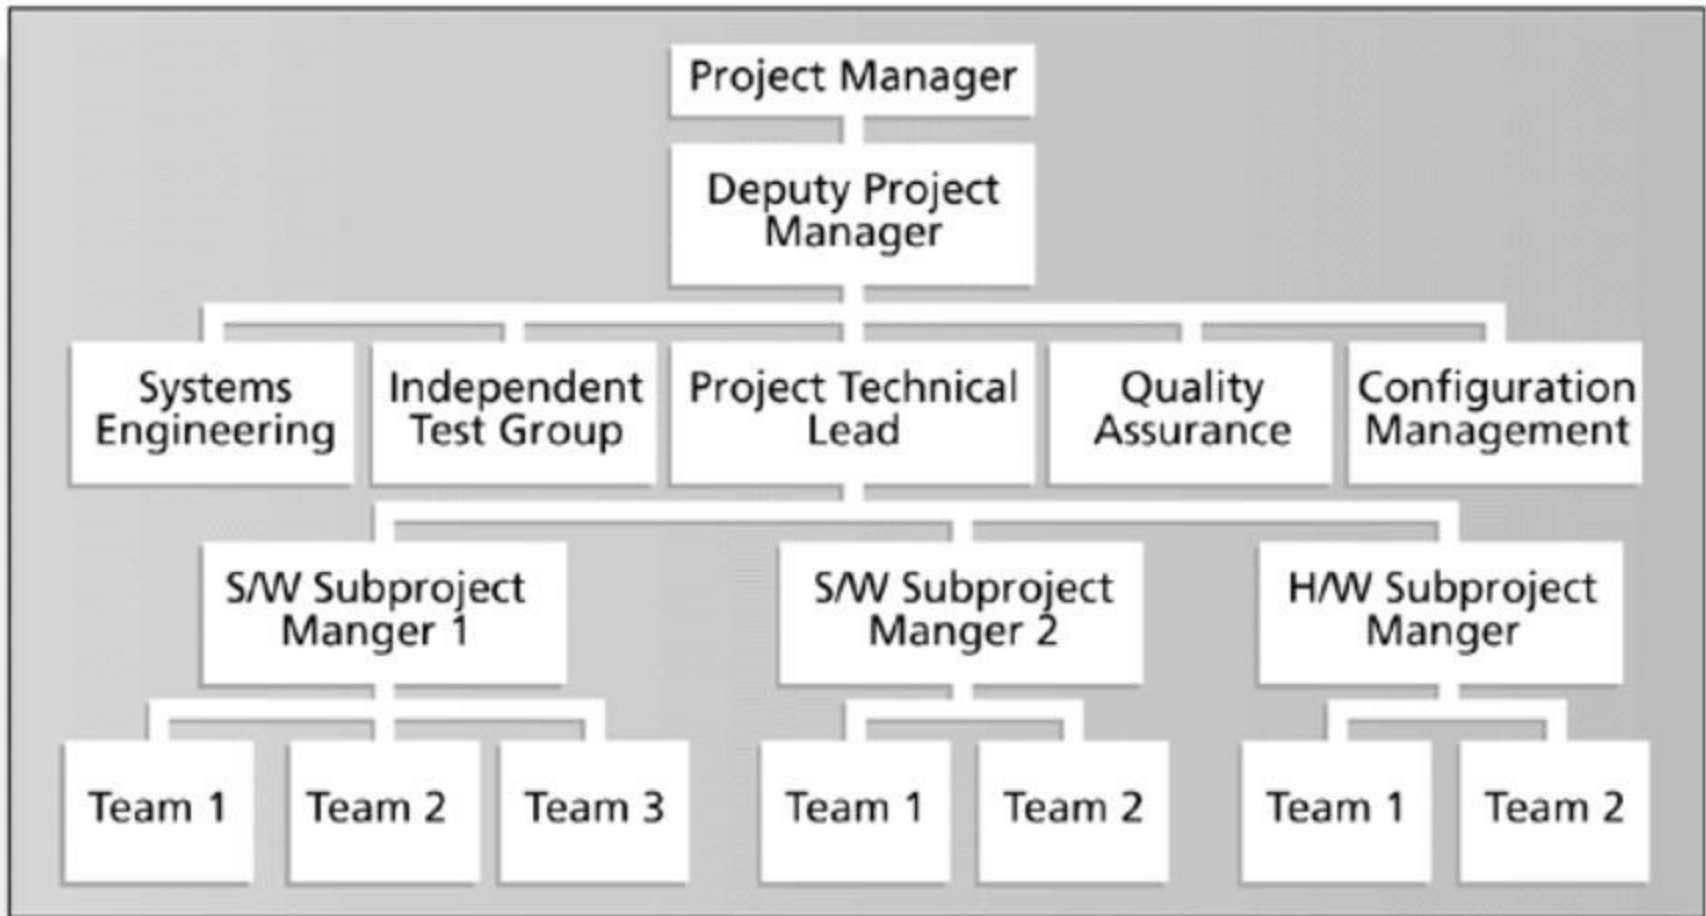 Project Manager
Deputy Project
Manager
Systems
Engineering
Independent
Test Group
Project Technical
Lead
Quality
Assurance
Configuration
Management
S/W Subproject
Manger 1
S/W Subproject
Manger 2
H/W Subproject
Manger
Team 1
Team 2
Team 3
Team 1
Team 2
Team 1
Team 2